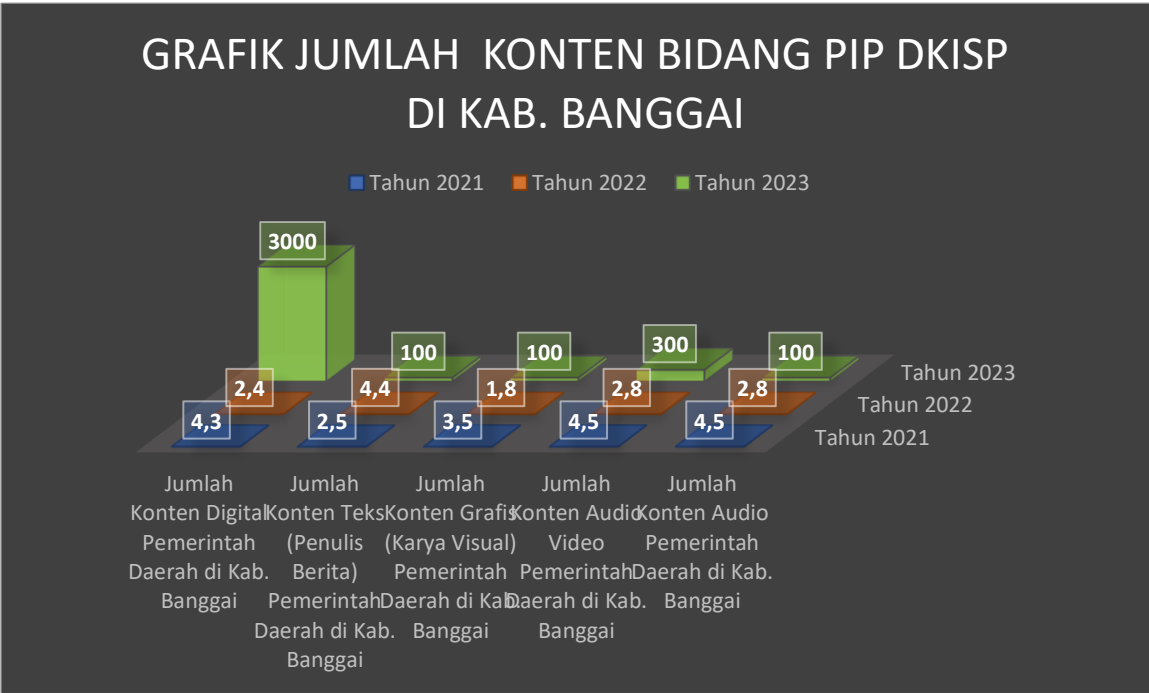 GRAFIK JUMLAH KONTEN BIDANG PIP DKISP
DI KAB. BANGGAI
Tahun 2021 Tahun 2022 Tahun 2023
3000
100 100 300 100
2,4 4,4 1,8 2,8 2,8
4,3 2,5 3,5 4,5 4,5
Tahun 2023
Tahun 2022
Tahun 2021
Jumlah
Konten Digital
Pemerintah
Daerah di Kab.
Banggai
Jumlah
Konten Teks
(Penulis
Berita)
Pemerintah
Daerah di Kab.
Banggai
Jumlah
Konten Grafis
(Karya Visual)
Pemerintah
Daerah di Kab.
Banggai
Jumlah
Konten Audio
Video
Pemerintah
Daerah di Kab.
Banggai
Jumlah
Konten Audio
Pemerintah
Daerah di Kab.
Banggai